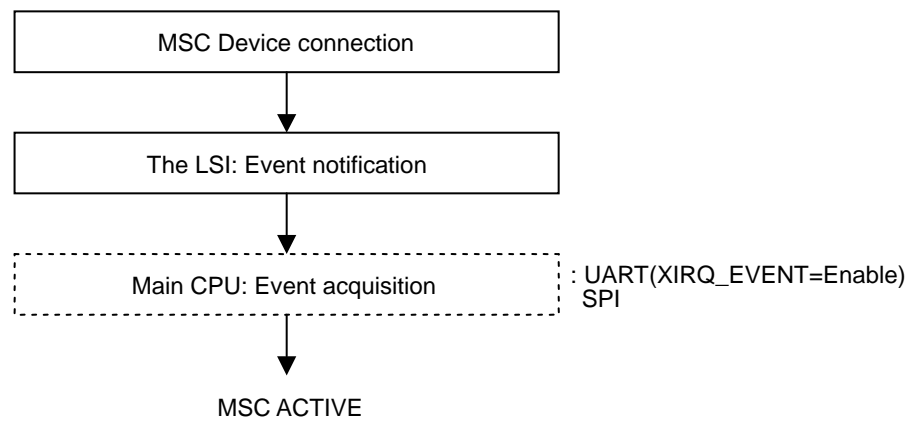 MSC Device connection
The LSI: Event notification
Main CPU: Event acquisition
: UART(XIRQ_EVENT=Enable)
SPI
MSC ACTIVE